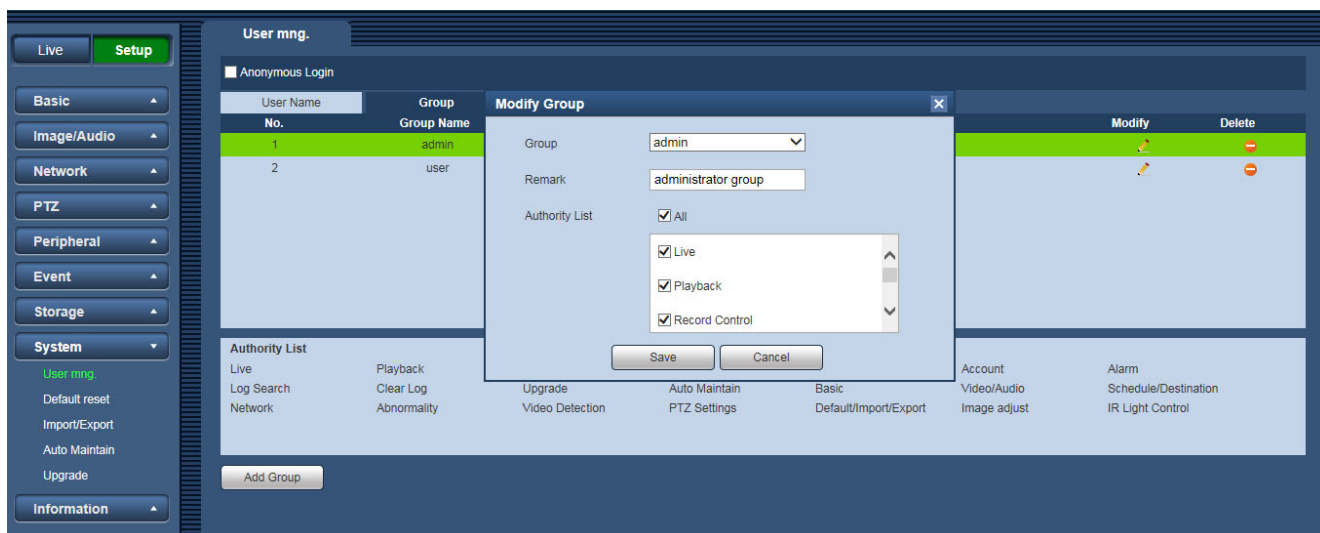 Live Setup
Basic
Image/Audio
Network
PTZ
Peripheral
Event
Storage
System
User mng.
Default reset
Import/Export
Auto Maintain
Upgrade
Information
User mng.
Anonymous Login
User Name Group
No. Group Name Modify Delete
1 admin
2 user
Modify Group
Group admin
Remark administrator group
Authority List All
Live
Playback
Record Control
Save Cancel
Authority List
Live Playback Account Alarm
Log Search Clear Log Upgrade Auto Maintain Basic Video/Audio Schedule/Destination
Network Abnormality Video Detection PTZ Settings Default/Import/Export Image adjust IR Light Control
Add Group